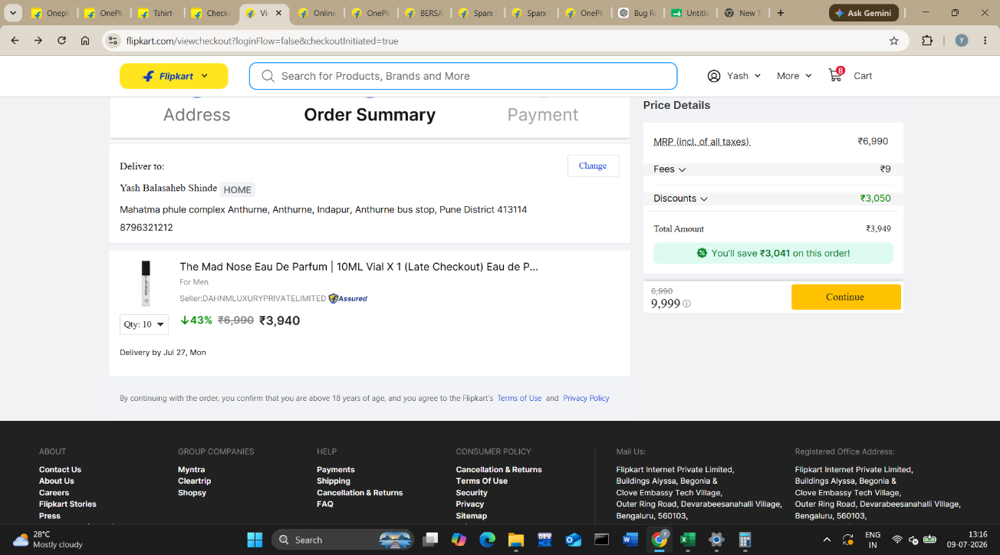 Onepl
OnePl
Tshirt-
Check
Vi
Online
OnePl
BERSA
Sparx
Sparx
OnePl
Bug R
Untitle
New T
Ask Gemini
flipkart.com/viewcheckout?loginFlow=false&checkoutInitiated=true
y
Flipkart
Search for Products, Brands and More
Yash
More
8
Cart
Address
Order Summary
Payment
Deliver to:
Change
Yash Balasaheb Shinde HOME
Mahatma phule complex Anthurne, Anthurne, Indapur, Anthurne bus stop, Pune District 413114
8796321212
The Mad Nose Eau De Parfum | 10ML Vial X 1 (Late Checkout) Eau de P...
For Men
Seller:DAHNMLUXURYPRIVATELIMITED Assured
Qty: 10
↓43% ₹6,990 ₹3,940
Delivery by Jul 27, Mon
By continuing with the order, you confirm that you are above 18 years of age, and you agree to the Flipkart's Terms of Use and Privacy Policy
Price Details
MRP (incl. of all taxes) ₹6,990
Fees ₹9
Discounts ₹3,050
Total Amount ₹3,949
You'll save ₹3,041 on this order!
6,990
9,999
Continue
ABOUT
Contact Us
About Us
Careers
Flipkart Stories
Press
GROUP COMPANIES
Myntra
Cleartrip
Shopsy
HELP
Payments
Shipping
Cancellation & Returns
FAQ
CONSUMER POLICY
Cancellation & Returns
Terms Of Use
Security
Privacy
Sitemap
Mail Us:
Flipkart Internet Private Limited,
Buildings Alyssa, Begonia &
Clove Embassy Tech Village,
Outer Ring Road, Devarabeesanahalli Village,
Bengaluru, 560103,
Registered Office Address:
Flipkart Internet Private Limited,
Buildings Alyssa, Begonia &
Clove Embassy Tech Village,
Outer Ring Road, Devarabeesanahalli Village,
Bengaluru, 560103,
28°C
Mostly cloudy
Search
DEV
ENG
IN
13:16
09-07-2026